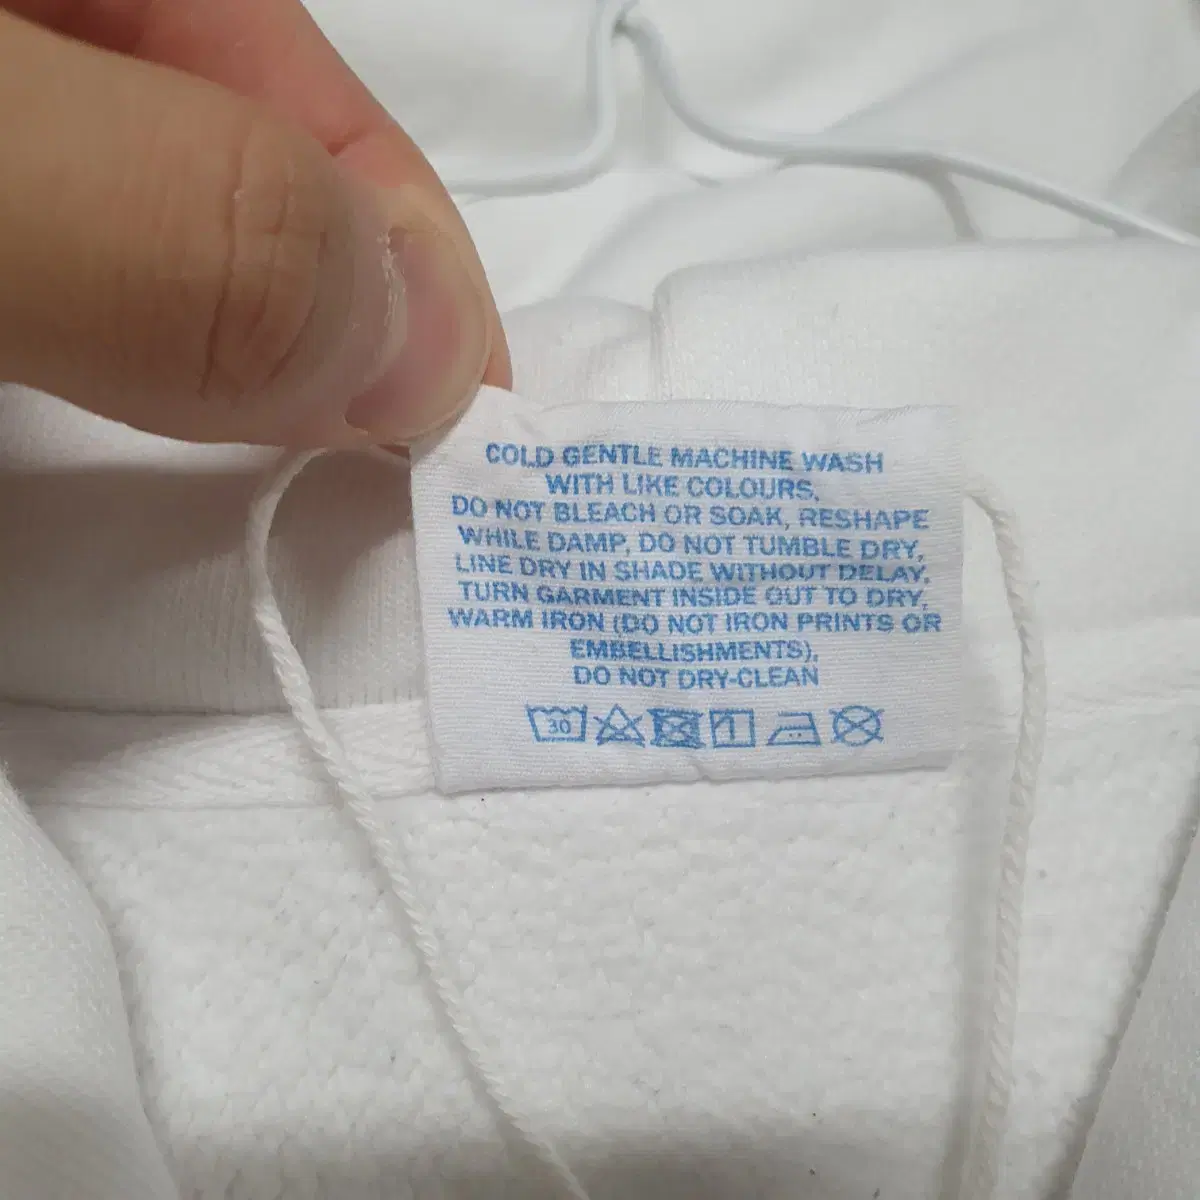 COLD GENTLE MACHINE WASH
WITH LIKE COLOURS,
DO NOT BLEACH OR SOAK, RESHAPE
WHILE DAMP, DO NOT TUMBLE DRY,
LINE DRY IN SHADE WITHOUT DELAY,
TURN GARMENT INSIDE OUT TO DRY,
WARM IRON (DO NOT IRON PRINTS OR
EMBELLISHMENTS),
DO NOT DRY-CLEAN
30